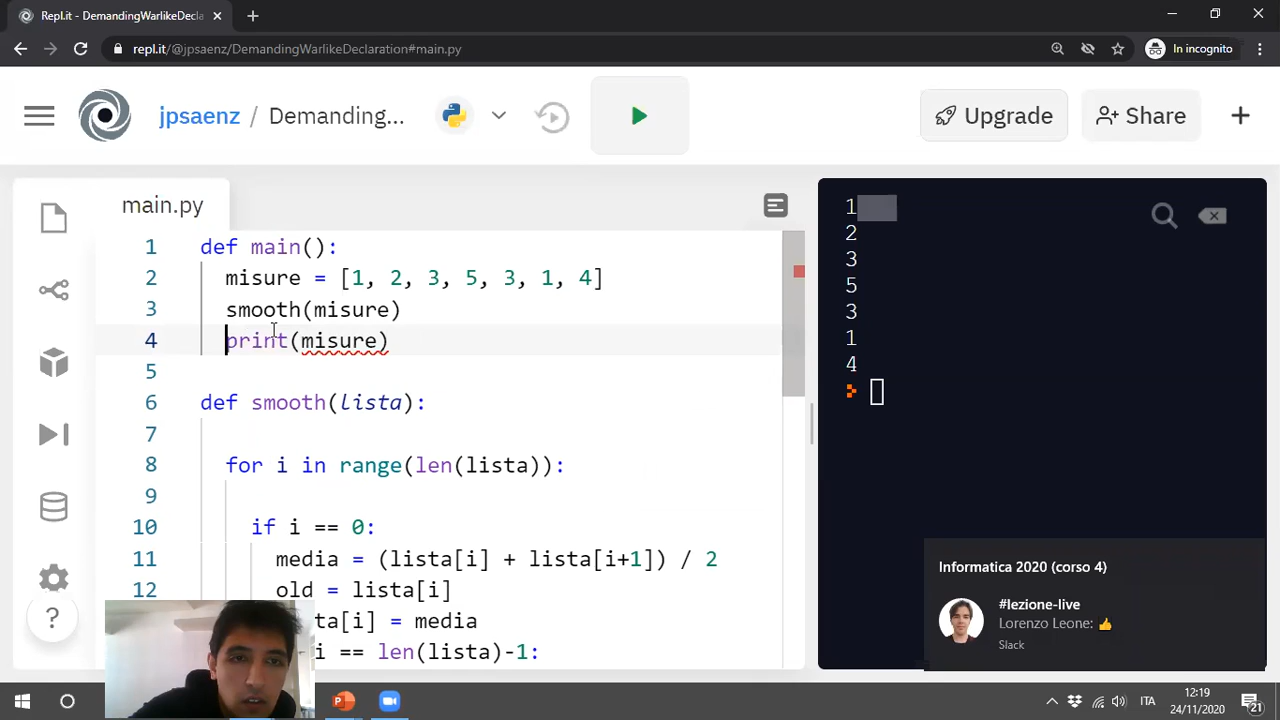 Repl.it - DemandingWarlikeDeclara
repl.it/@jpsaenz/DemandingWarlikeDeclaration#main.py
In incognito
jpsaenz / Demanding...
Upgrade
Share
main.py
1 def main():
2 misure = [1, 2, 3, 5, 3, 1, 4]
3 smooth(misure)
4 print(misure)
5
6 def smooth(lista):
7
8 for i in range(len(lista)):
9
10 if i == 0:
11 media = (lista[i] + lista[i+1]) / 2
12 old = lista[i]
ta[i] = media
i == len(lista)-1:
1
2
3
5
3
1
4
Informatica 2020 (corso 4)
#lezione-live
Lorenzo Leone: 👍
Slack
?
ITA
12:19
24/11/2020
21